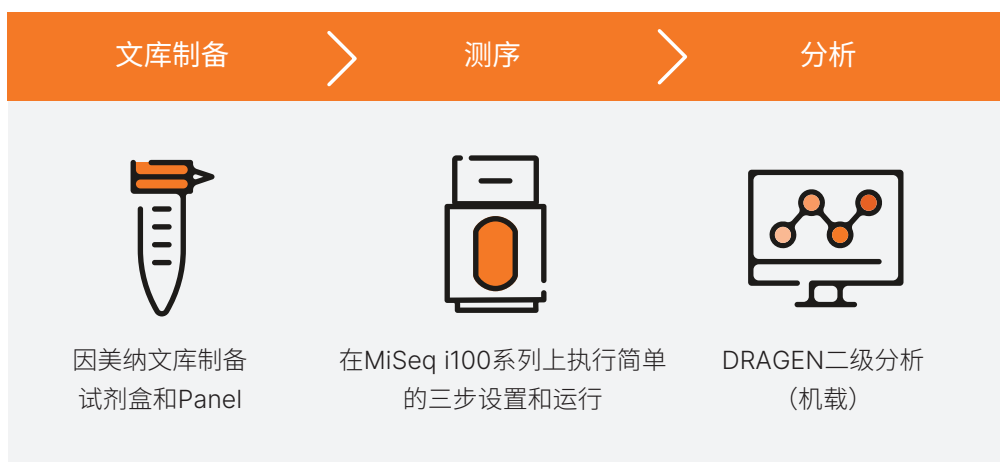 文库制备
测序
分析
因美纳文库制备
试剂盒和Panel
在MiSeq i100系列上执行简单
的三步设置和运行
DRAGEN二级分析
（机载）